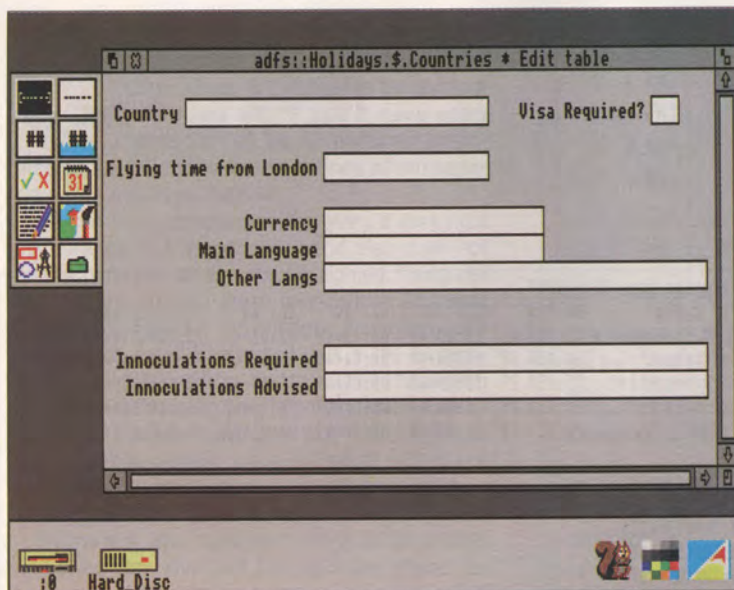 adfs::Holidays.$.Countries * Edit table
Country
Visa Required?
##
##
31
Flying time from London
Currency
Main Language
Other Langs
Innoculations Required
Innoculations Advised
:0
Hard Disc